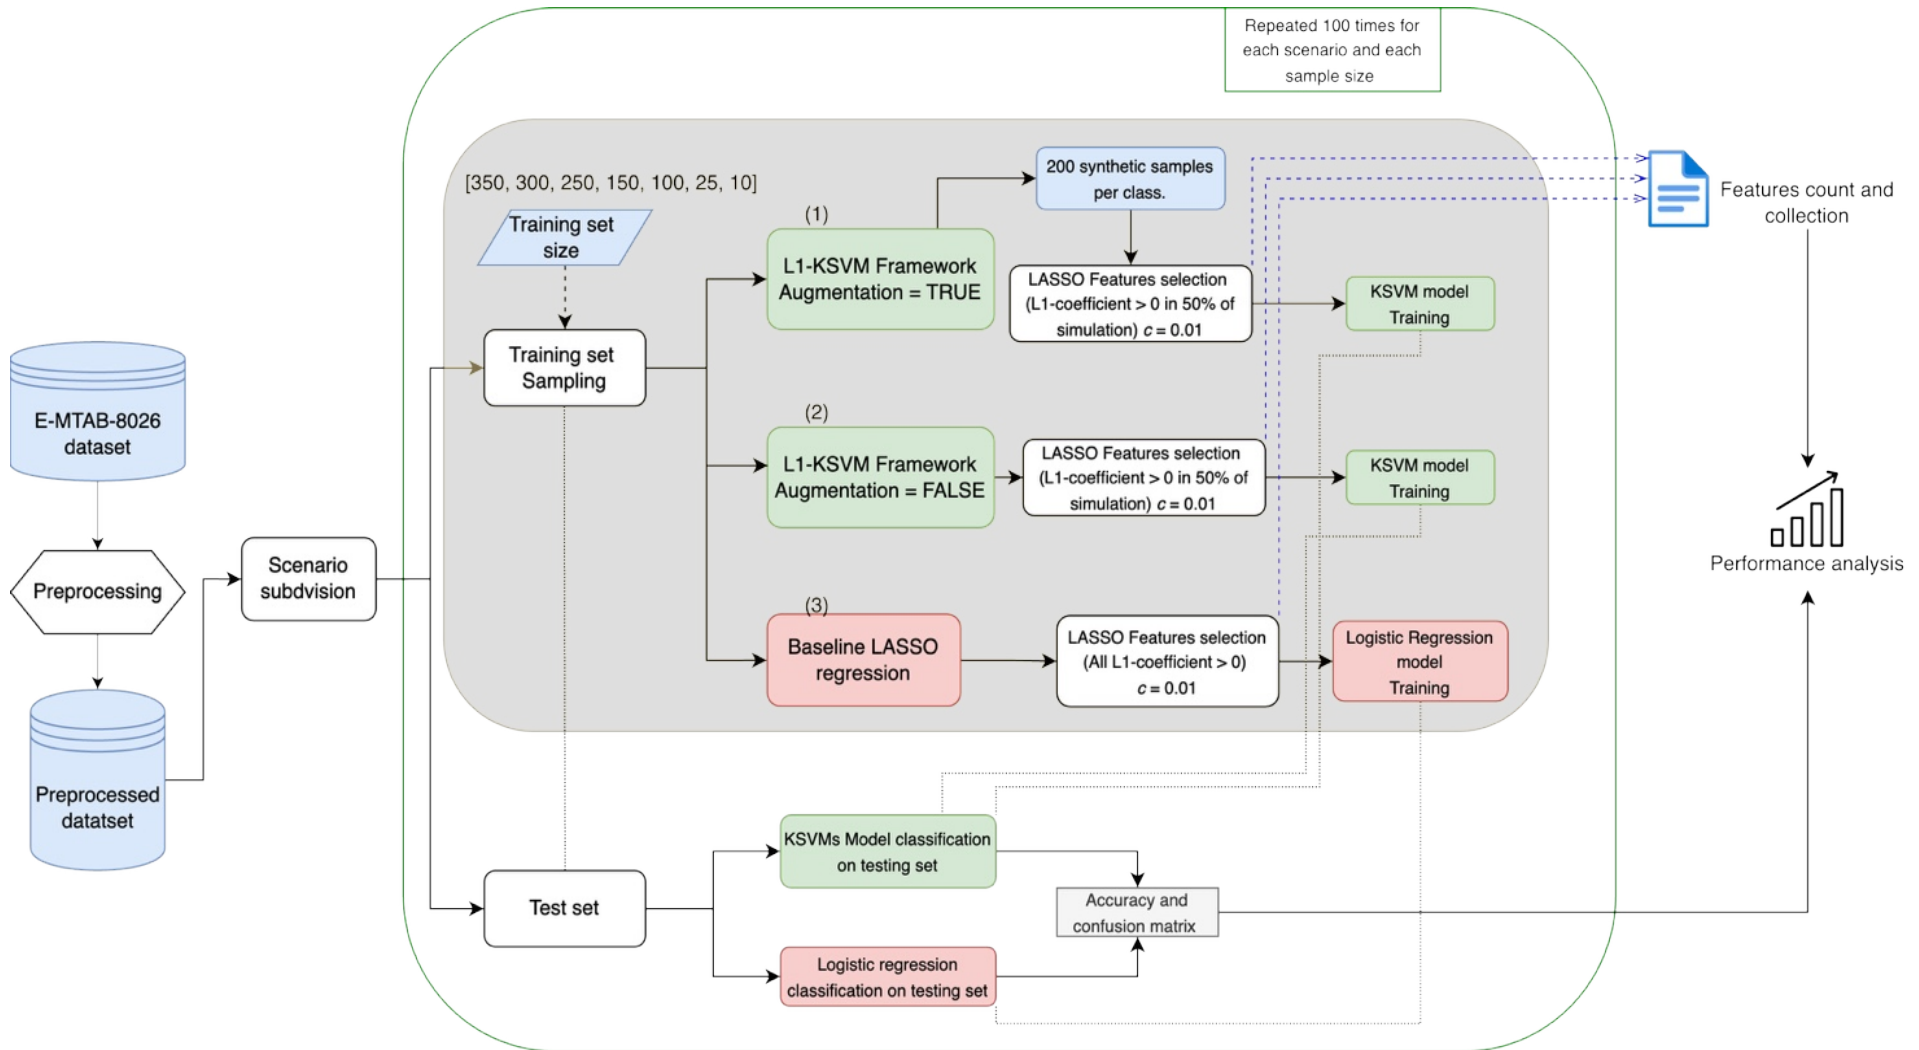 Repeated 100 times for
each scenario and each
sample size
[350, 300, 250, 150, 100, 25, 10]
Training set
size
Training set
Sampling
(1)
L1-KSVM Framework
Augmentation = TRUE
200 synthetic samples
per class.
LASSO Features selection
(L1-coefficient > 0 in 50% of
simulation) c = 0.01
KSVM model
Training
Features count and
collection
(2)
L1-KSVM Framework
Augmentation = FALSE
LASSO Features selection
(L1-coefficient > 0 in 50% of
simulation) c = 0.01
KSVM model
Training
E-MTAB-8026
dataset
Preprocessing
Preprocessed
datatset
Scenario
subdvision
(3)
Baseline LASSO
regression
LASSO Features selection
(All L1-coefficient > 0)
c = 0.01
Logistic Regression
model
Training
Performance analysis
Test set
KSVMs Model classification
on testing set
Logistic regression
classification on testing set
Accuracy and
confusion matrix